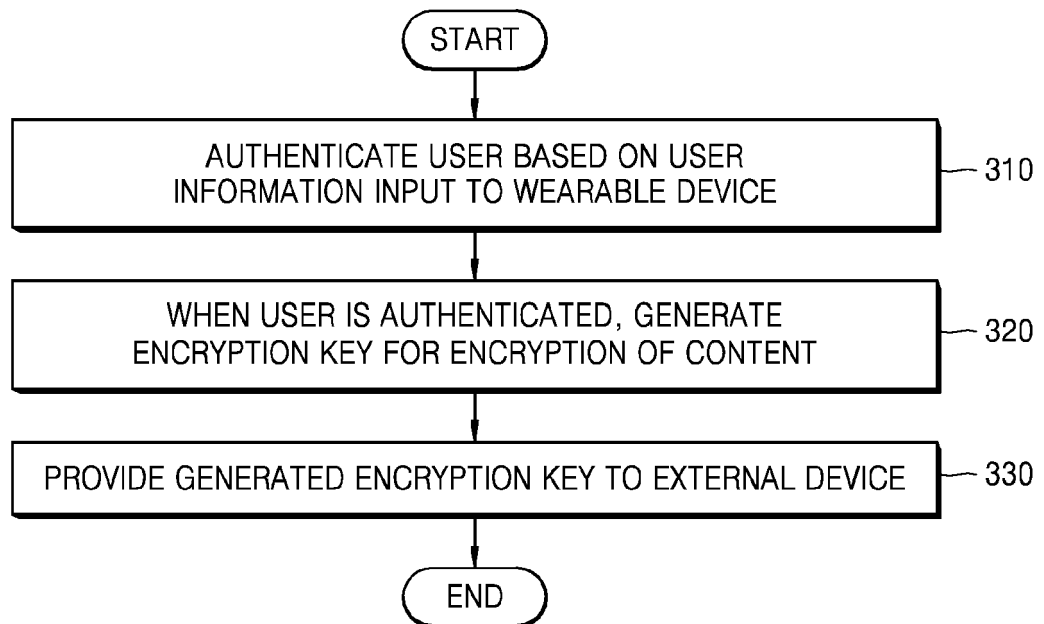 START
AUTHENTICATE USER BASED ON USER
INFORMATION INPUT TO WEARABLE DEVICE
310
WHEN USER IS AUTHENTICATED, GENERATE
ENCRYPTION KEY FOR ENCRYPTION OF CONTENT
320
PROVIDE GENERATED ENCRYPTION KEY TO EXTERNAL DEVICE
330
END